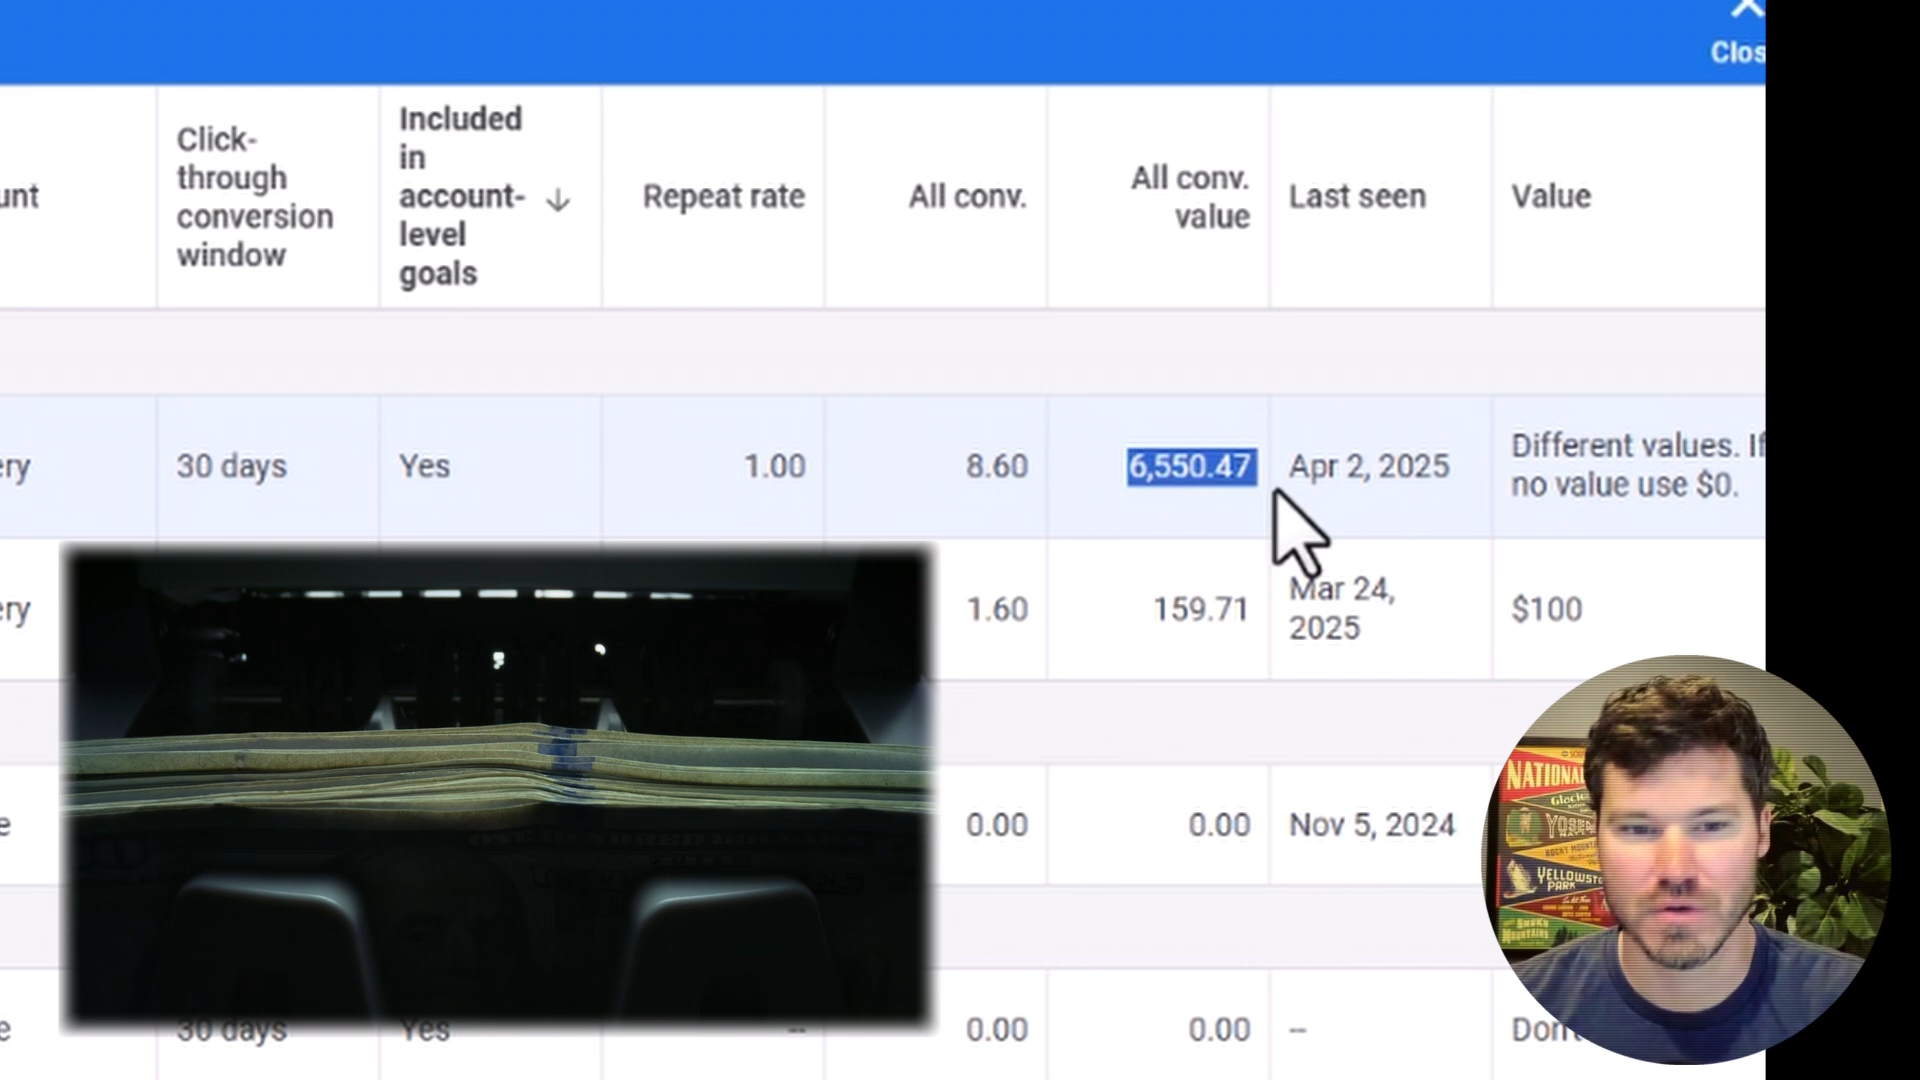 Clos
unt
Click-
through
conversion
window
Included
in
account-
level
goals
Repeat rate
All conv.
All conv.
value
Last seen
Value
ery
30 days
Yes
1.00
8.60
6,550.47
Apr 2, 2025
Different values. If
no value use $0.
ery
1.60
159.71
Mar 24,
2025
$100
e
0.00
0.00
Nov 5, 2024
e
30 days
Yes
--
0.00
0.00
--
Don't
NATIONAL
YELLOWST
PARK
SMOKY
MOUNTAINS